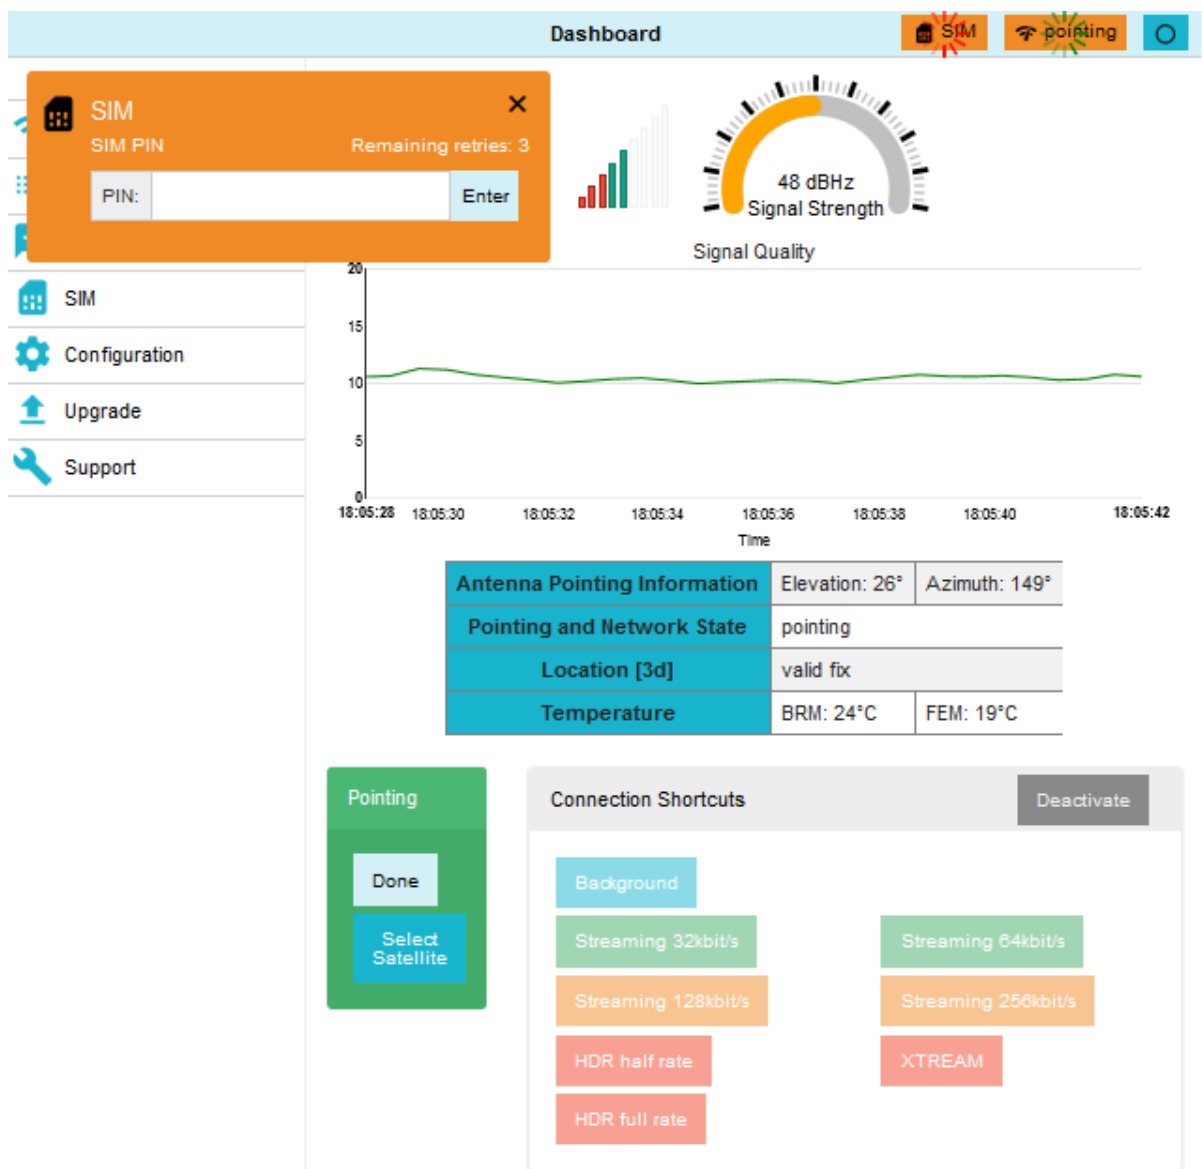 Dashboard
SIM
pointing
SIM
SIM PIN
Remaining retries: 3
PIN:
Enter
SIM
Configuration
Upgrade
Support
48 dBHz
Signal Strength
Signal Quality
20
15
10
5
0
18:05:28 18:05:30 18:05:32 18:05:34 18:05:36 18:05:38 18:05:40 18:05:42
Time
Antenna Pointing Information Elevation: 26° Azimuth: 149°
Pointing and Network State pointing
Location [3d] valid fix
Temperature BRM: 24°C FEM: 19°C
Pointing
Done
Select
Satellite
Connection Shortcuts
Deactivate
Background
Streaming 32kbit/s Streaming 64kbit/s
Streaming 128kbit/s Streaming 256kbit/s
HDR half rate XTREAM
HDR full rate